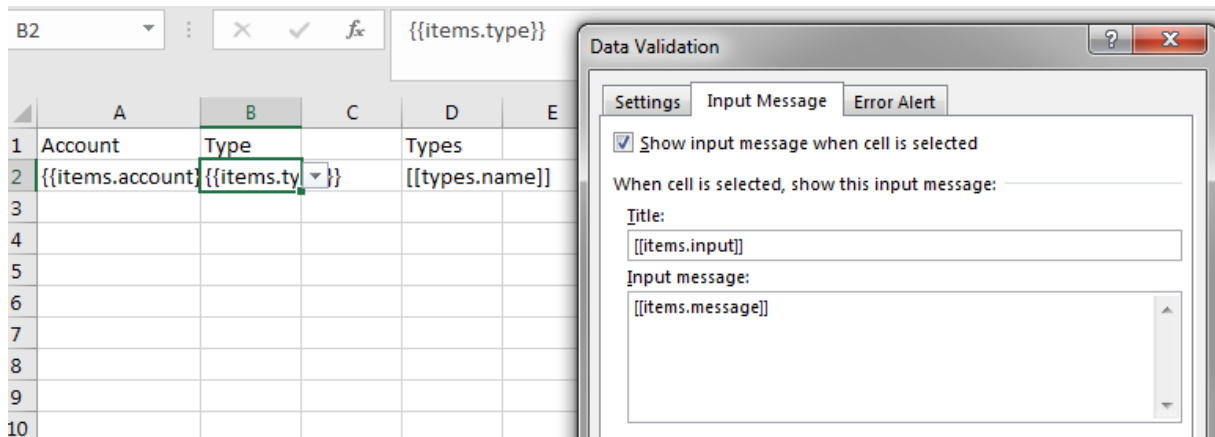 B2
fx
{{items.type}}
A B C D E
1 Account Type Types
2 {{items.account} {{items.ty }} [[types.name]]
3
4
5
6
7
8
9
10
Data Validation
?
Settings Input Message Error Alert
Show input message when cell is selected
When cell is selected, show this input message:
Title:
[[items.input]]
Input message:
[[items.message]]